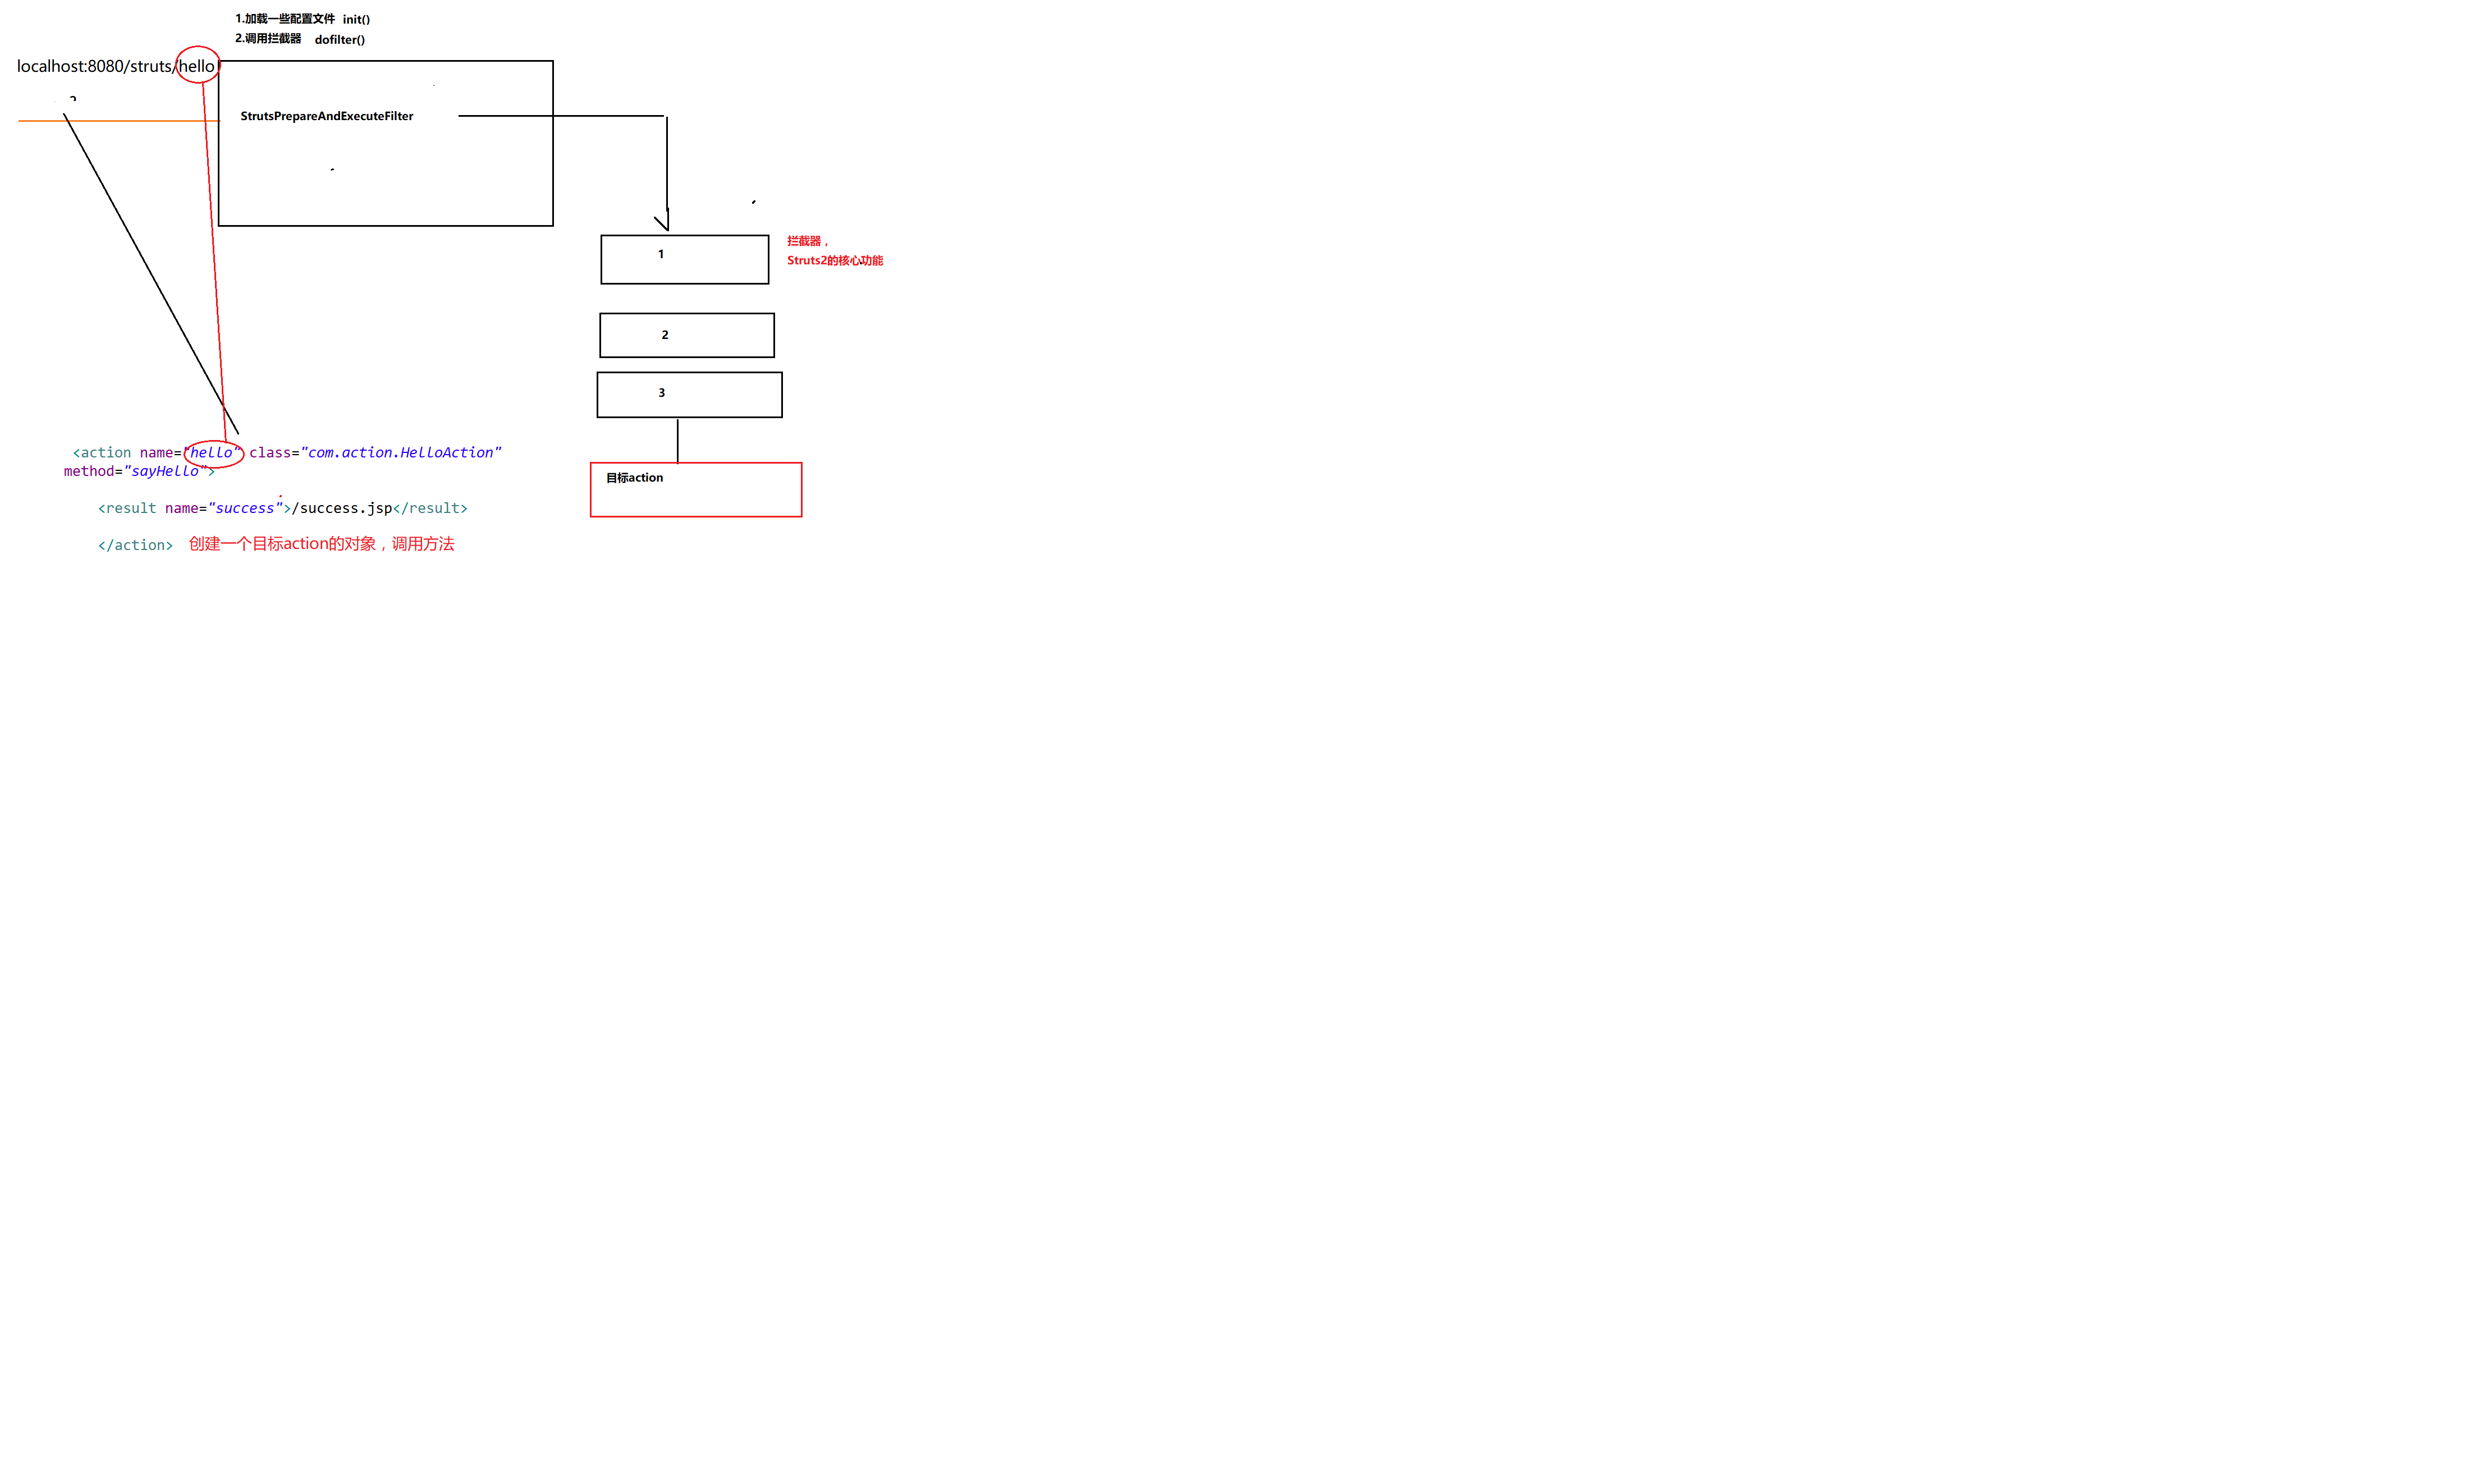 1.加载一些配置文件 init()
2.调用拦截器 dofilter()
localhost:8080/struts/hello
StrutsPrepareAndExecuteFilter
1
拦截器，
Struts2的核心功能
2
3
<action name="hello" class="com.action.HelloAction"
method="sayHello">
目标action
<result name="success">/success.jsp</result>
</action> 创建一个目标action的对象，调用方法